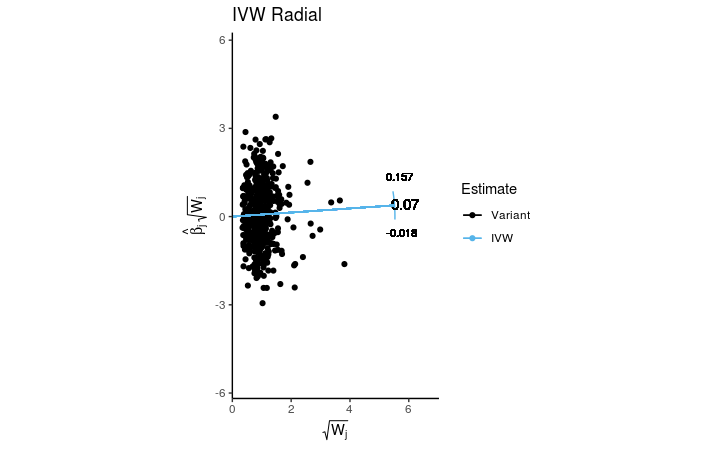 IVW Radial
6
3
0
-3
-6
β̂j√Wj
0.157
0.07
-0.018
0 2 4 6
√Wj
Estimate
Variant
IVW